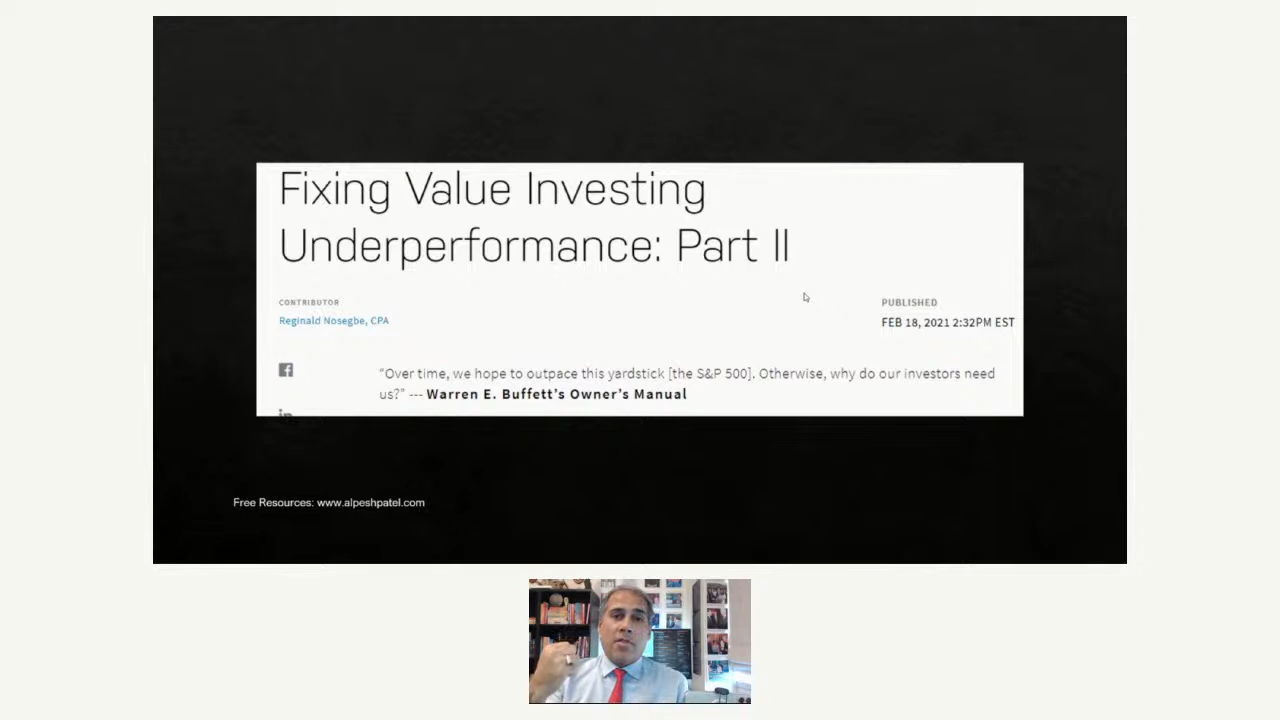 Fixing Value Investing
Underperformance: Part II
CONTRIBUTOR
Reginald Nosegbe, CPA
PUBLISHED
FEB 18, 2021 2:32PM EST
“Over time, we hope to outpace this yardstick [the S&P 500]. Otherwise, why do our investors need
us?” --- Warren E. Buffett’s Owner’s Manual
Free Resources: www.alpeshpatel.com